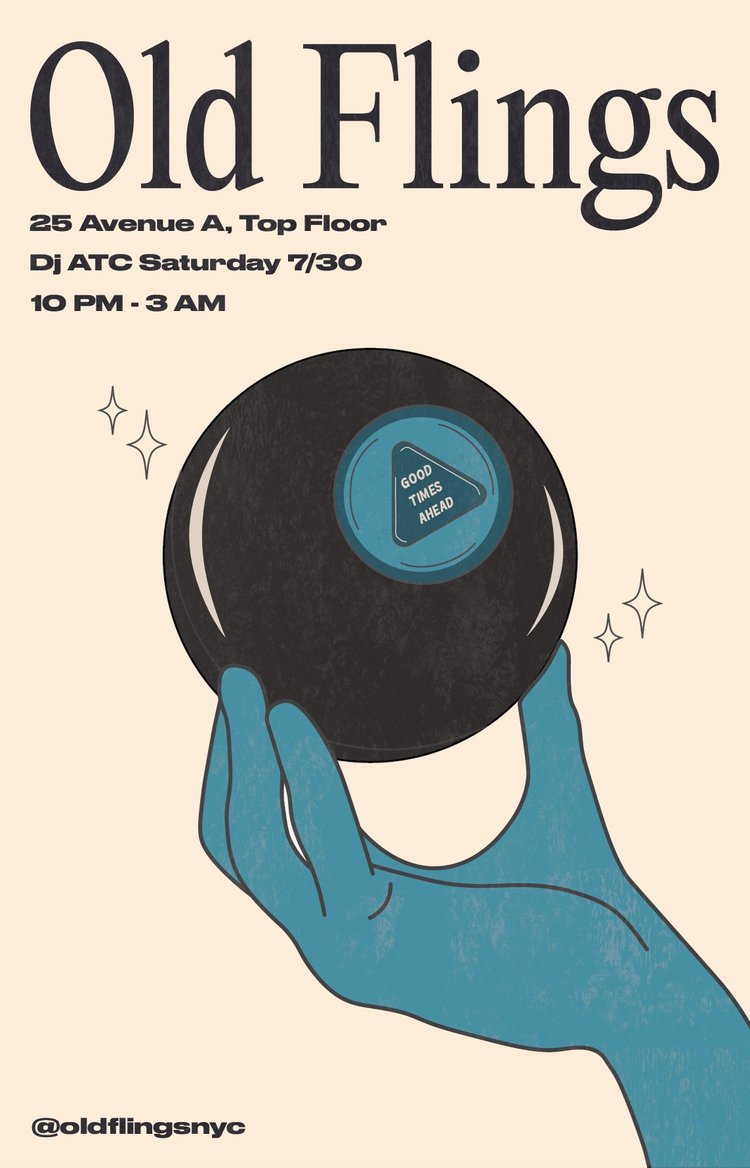 Old Flings
25 Avenue A, Top Floor
Dj ATC Saturday 7/30
10 PM - 3 AM
GOOD
TIMES
AHEAD
@oldflingsnyc